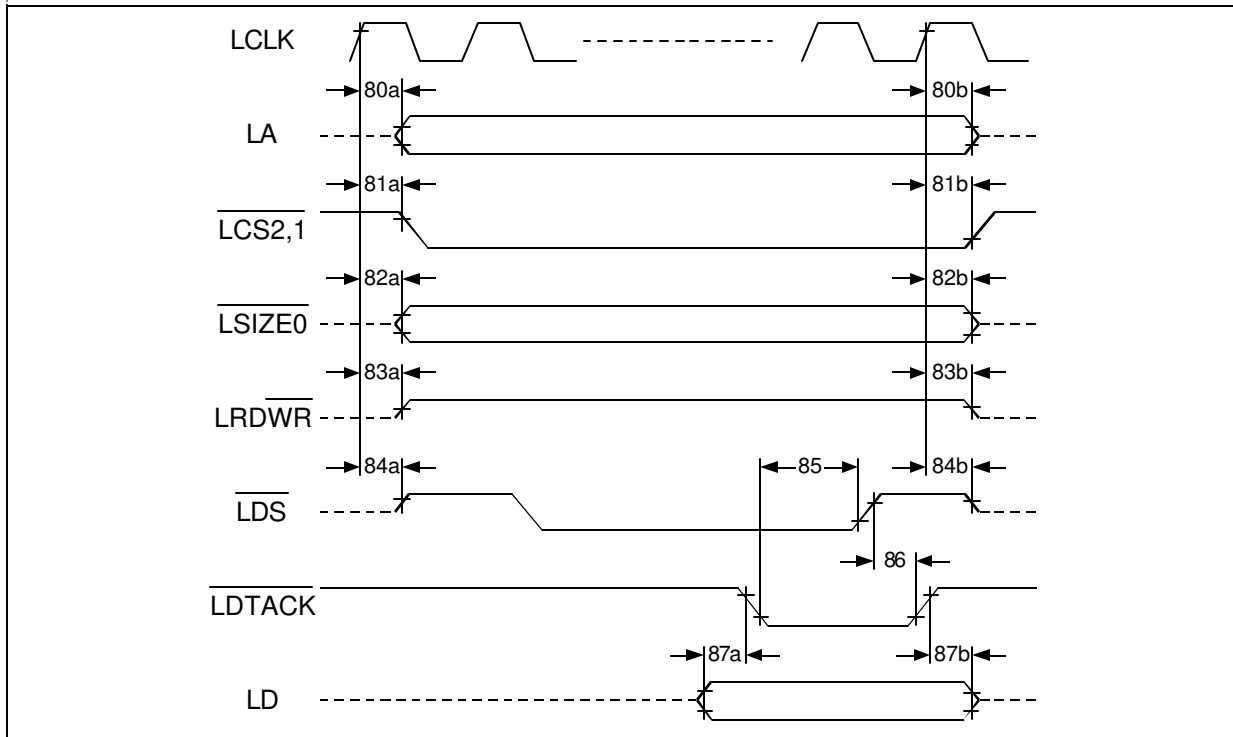 LCLK
80a 80b
LA
81a 81b
LCS2,1
82a 82b
LSIZE0
83a 83b
LRDWR
84a 85 84b
LDS
86
LDTACK
87a 87b
LD